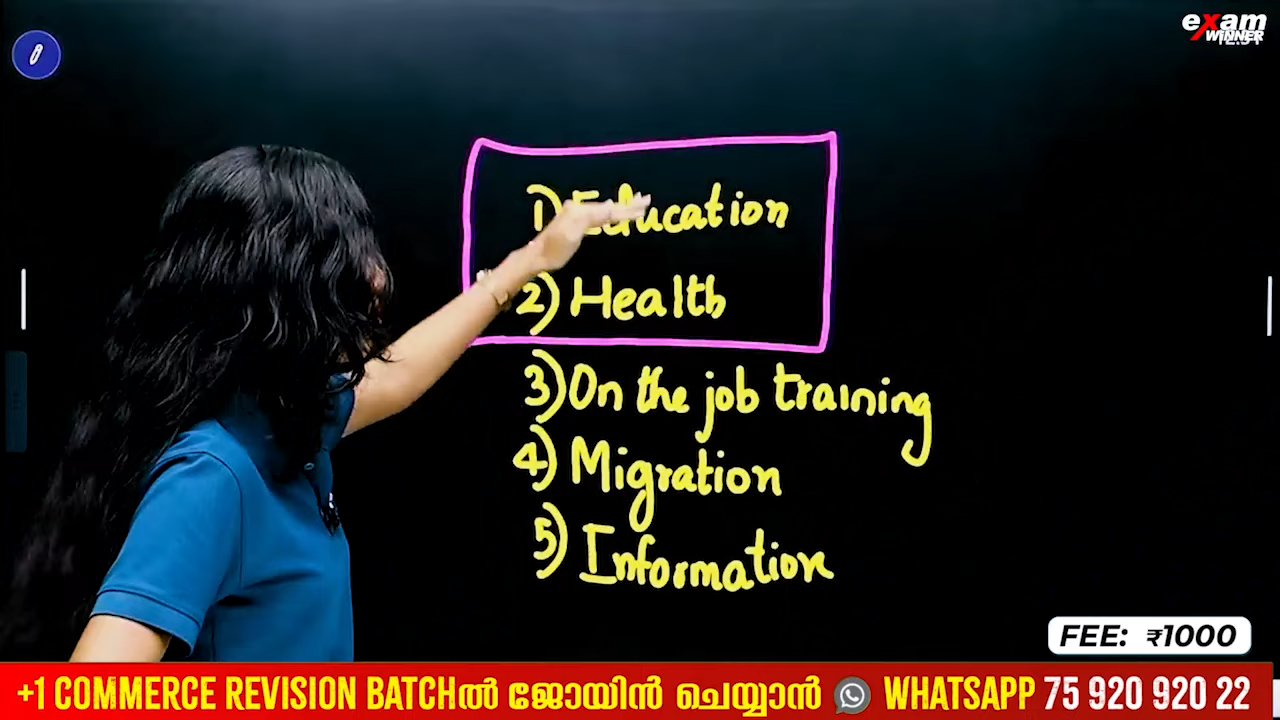 exam
WINNER
1) Education
2) Health
3) On the job training
4) Migration
5) Information
FEE: ₹1000
+1 COMMERCE REVISION BATCHൽ ജോയിൻ ചെയ്യാൻ WHATSAPP 75 920 920 22